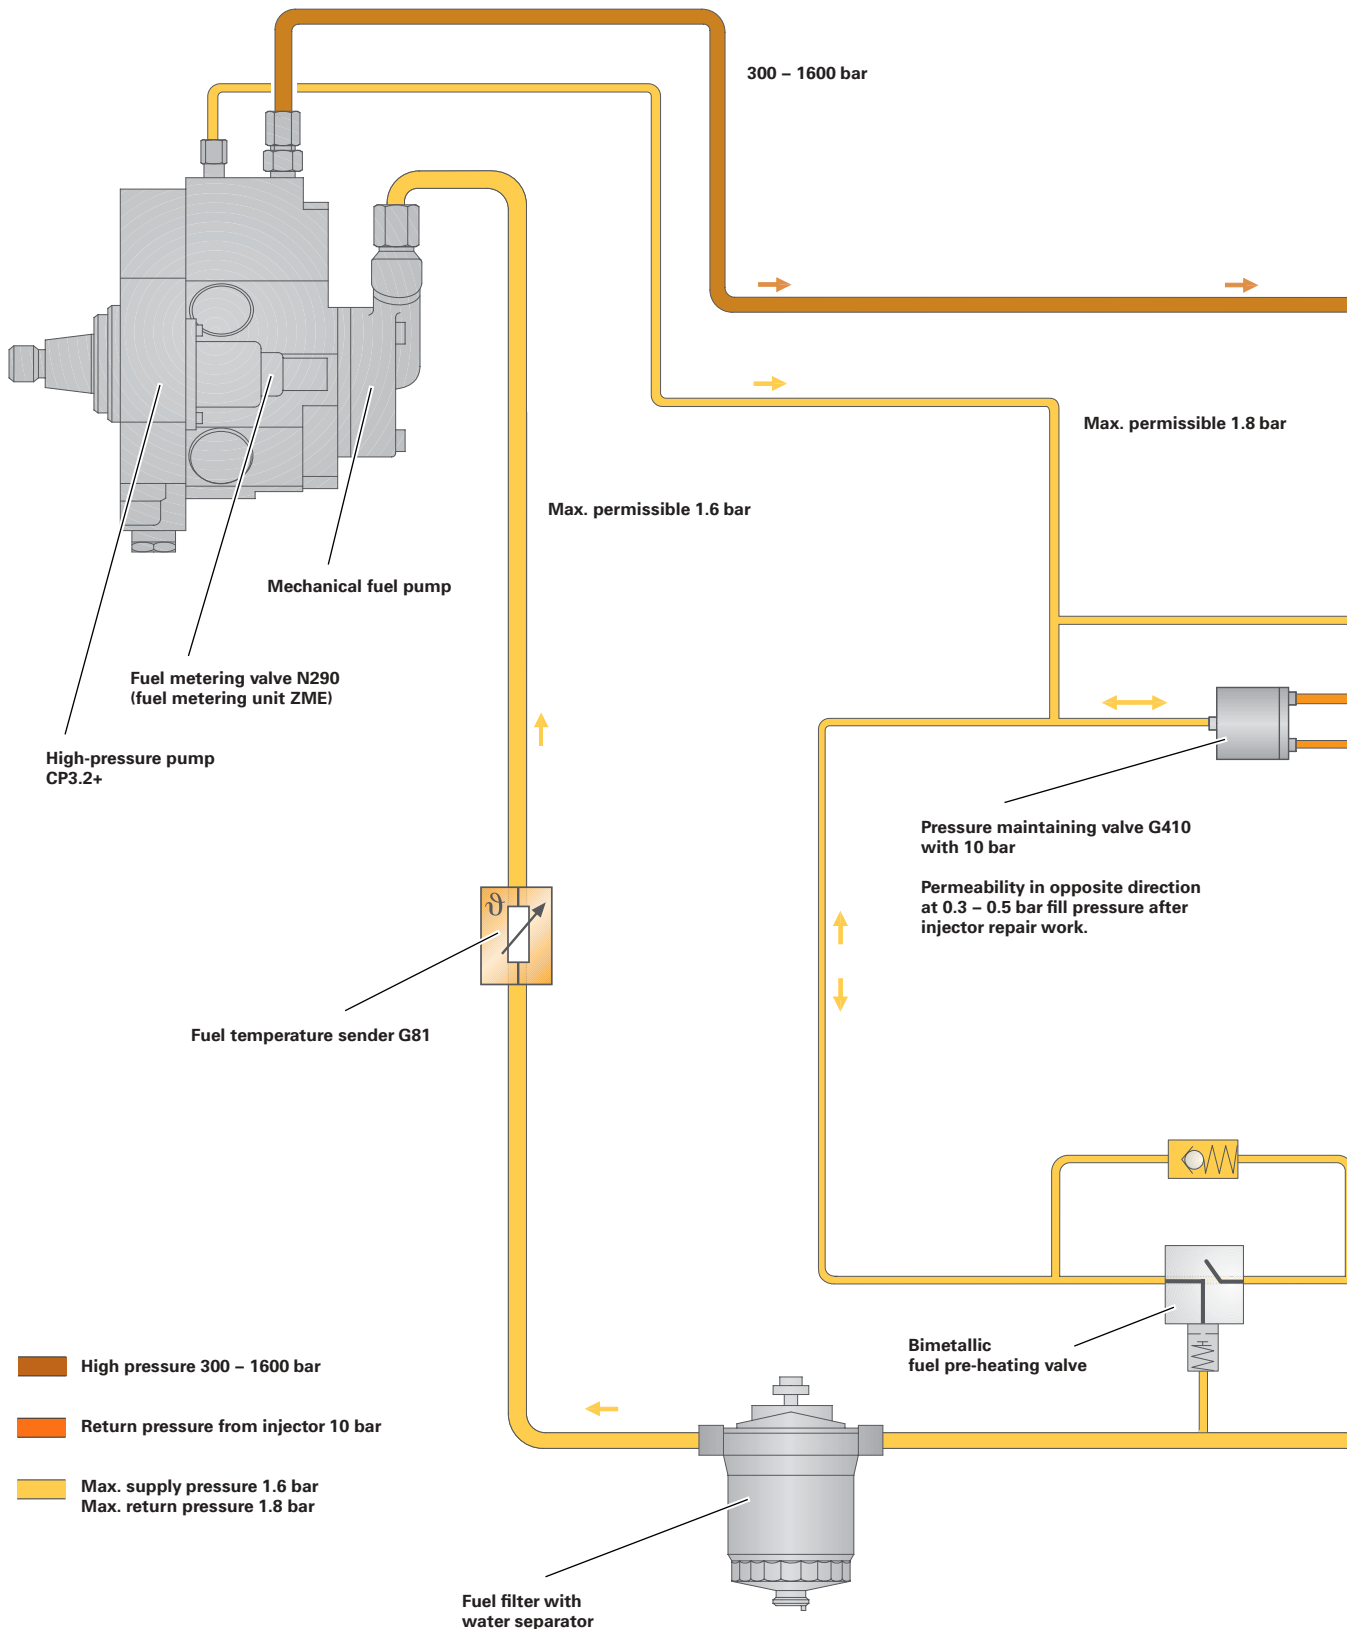 300 – 1600 bar
Max. permissible 1.8 bar
Max. permissible 1.6 bar
Mechanical fuel pump
Fuel metering valve N290
(fuel metering unit ZME)
High-pressure pump
CP3.2+
Pressure maintaining valve G410
with 10 bar
Permeability in opposite direction
at 0.3 – 0.5 bar fill pressure after
injector repair work.
ϑ
Fuel temperature sender G81
Bimetallic
fuel pre-heating valve
High pressure 300 – 1600 bar
Return pressure from injector 10 bar
Max. supply pressure 1.6 bar
Max. return pressure 1.8 bar
Fuel filter with
water separator